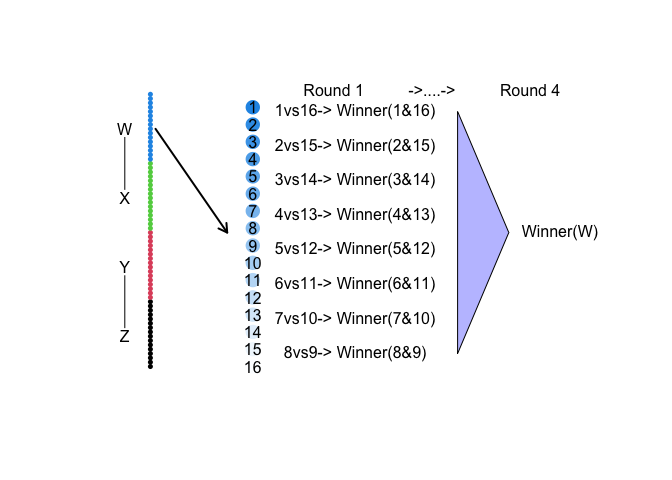 Round 1 ->....-> Round 4
W
X
Y
Z
1
2
3
4
5
6
7
8
9
10
11
12
13
14
15
16
1vs16-> Winner(1&16)
2vs15-> Winner(2&15)
3vs14-> Winner(3&14)
4vs13-> Winner(4&13)
5vs12-> Winner(5&12)
6vs11-> Winner(6&11)
7vs10-> Winner(7&10)
8vs9-> Winner(8&9)
Winner(W)